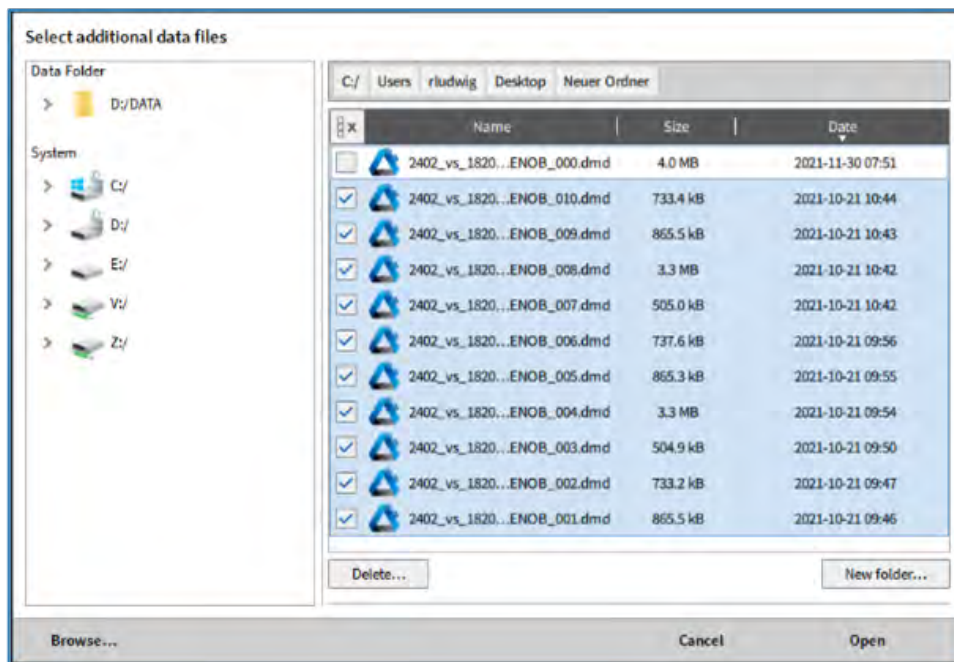 Select additional data files
Data Folder
D:/DATA
System
C:/
D:/
E:/
V:/
Z:/
C:/ Users rludwig Desktop Neuer Ordner
x Name Size Date
2402_vs_1820...ENOB_000.dmd 4.0 MB 2021-11-30 07:51
2402_vs_1820...ENOB_010.dmd 733.4 kB 2021-10-21 10:44
2402_vs_1820...ENOB_009.dmd 865.5 kB 2021-10-21 10:43
2402_vs_1820...ENOB_008.dmd 3.3 MB 2021-10-21 10:42
2402_vs_1820...ENOB_007.dmd 505.0 kB 2021-10-21 10:42
2402_vs_1820...ENOB_006.dmd 737.6 kB 2021-10-21 09:56
2402_vs_1820...ENOB_005.dmd 865.3 kB 2021-10-21 09:55
2402_vs_1820...ENOB_004.dmd 3.3 MB 2021-10-21 09:54
2402_vs_1820...ENOB_003.dmd 504.9 kB 2021-10-21 09:50
2402_vs_1820...ENOB_002.dmd 733.2 kB 2021-10-21 09:47
2402_vs_1820...ENOB_001.dmd 865.5 kB 2021-10-21 09:46
Delete... New folder...
Browse... Cancel Open